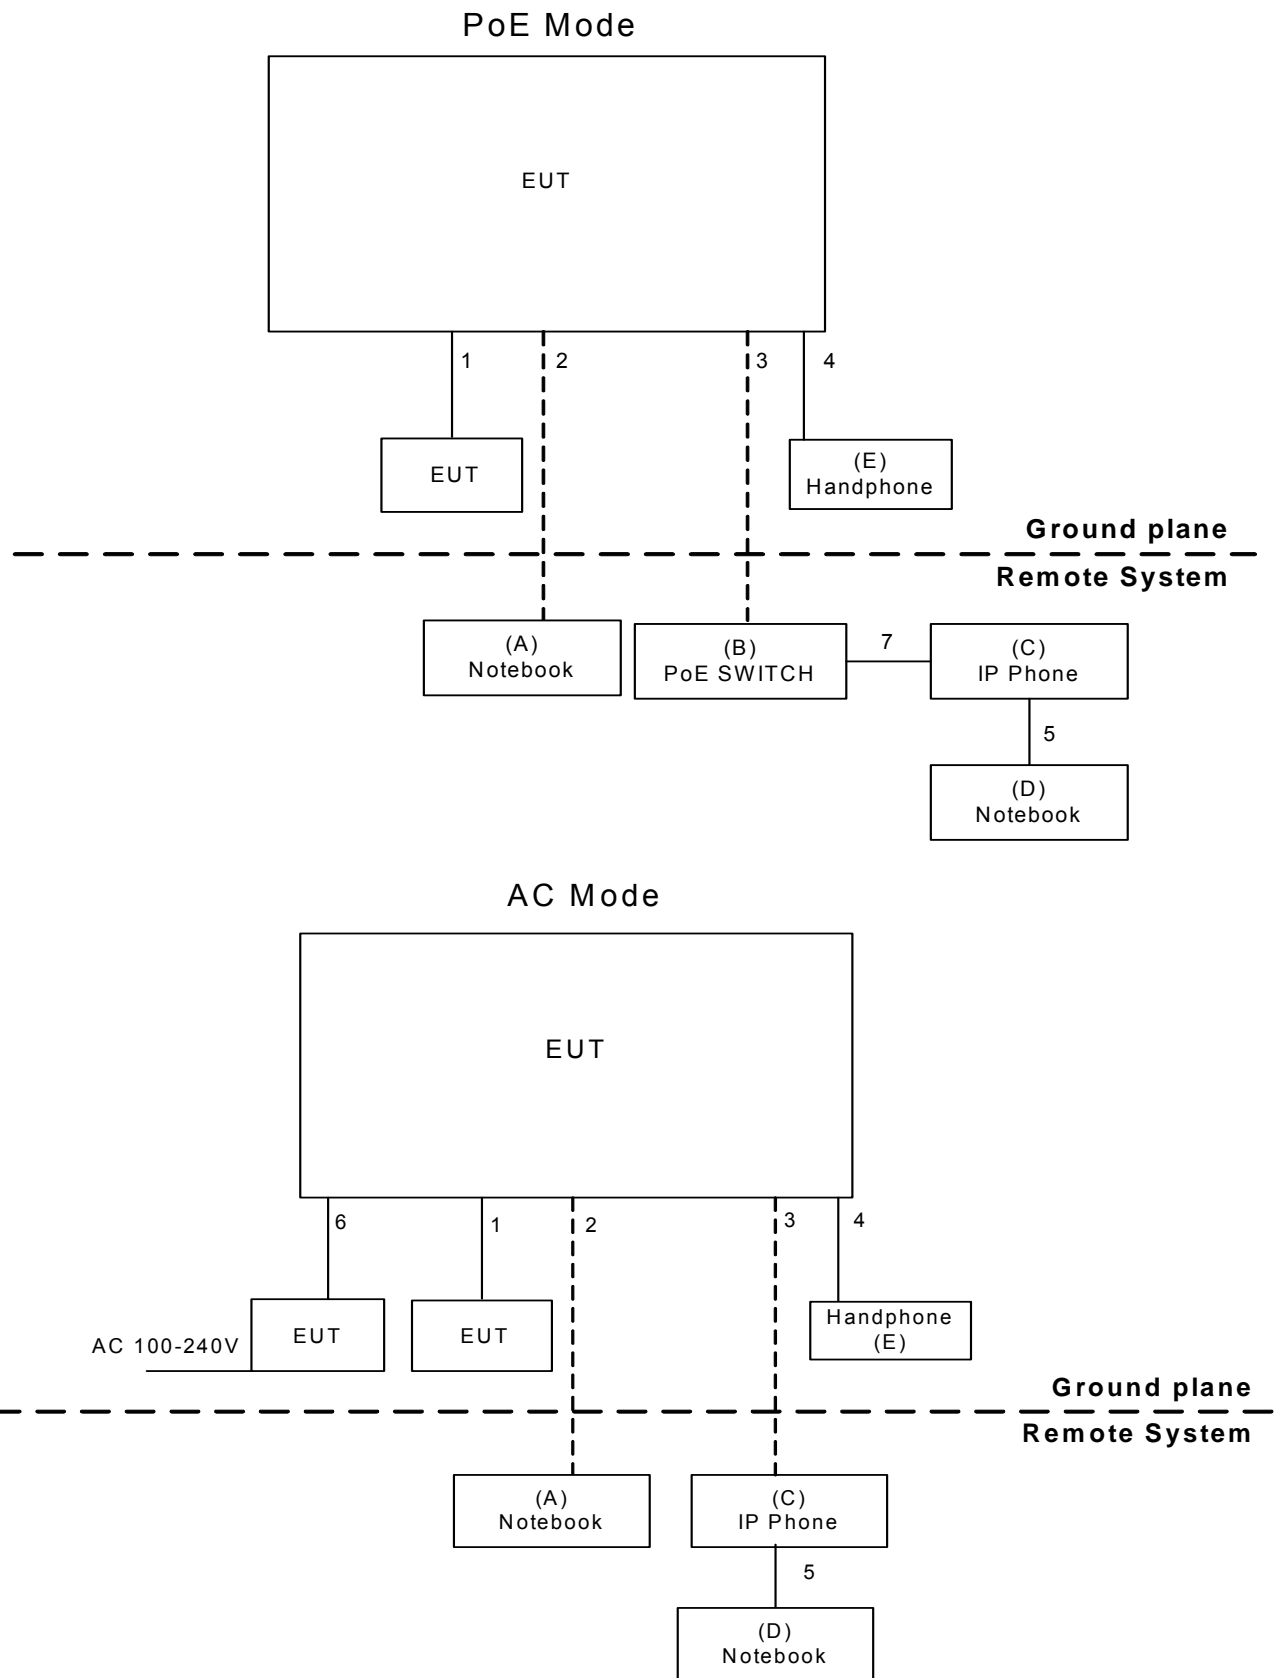 PoE Mode
EUT
1
2
3
4
EUT
(E)
Handphone
Ground plane
Remote System
(A)
Notebook
(B)
PoE SWITCH
7
(C)
IP Phone
5
(D)
Notebook
AC Mode
EUT
6
1
2
3
4
AC 100-240V
EUT
EUT
Handphone
(E)
Ground plane
Remote System
(A)
Notebook
(C)
IP Phone
5
(D)
Notebook